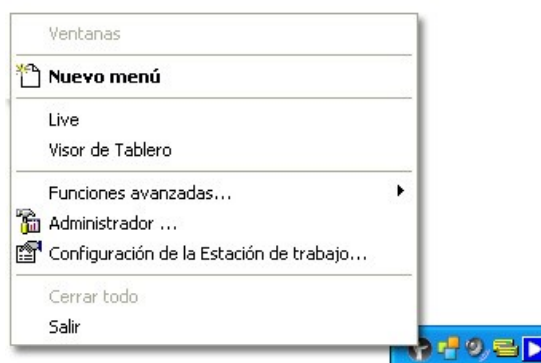 Ventanas
Nuevo menú
Live
Visor de Tablero
Funciones avanzadas...
Administrador ...
Configuración de la Estación de trabajo...
Cerrar todo
Salir